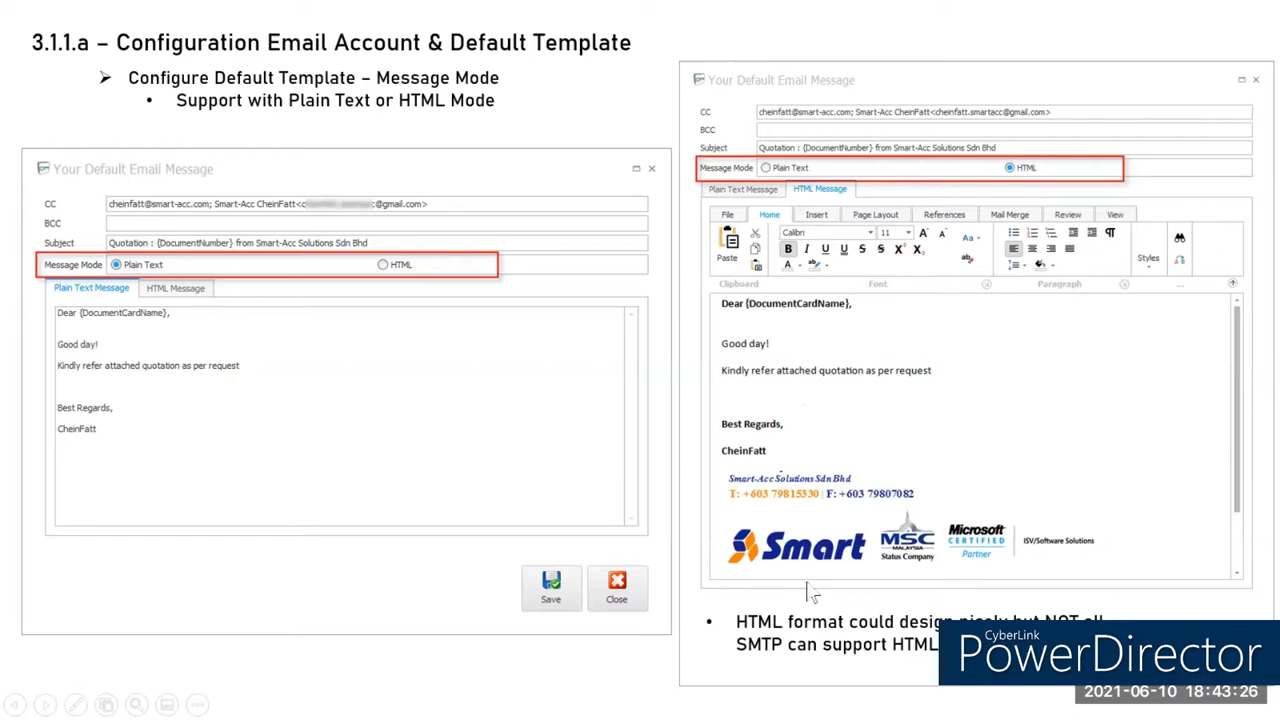 3.1.1.a – Configuration Email Account & Default Template
➢ Configure Default Template – Message Mode
• Support with Plain Text or HTML Mode
Your Default Email Message
CC cheinfatt@smart-acc.com; Smart-Acc CheinFatt<c @gmail.com>
BCC
Subject Quotation : {DocumentNumber} from Smart-Acc Solutions Sdn Bhd
Message Mode Plain Text HTML
Plain Text Message HTML Message
Dear {DocumentCardName},
Good day!
Kindly refer attached quotation as per request
Best Regards,
CheinFatt
Save Close
Your Default Email Message
CC cheinfatt@smart-acc.com; Smart-Acc CheinFatt<cheinfatt.smartacc@gmail.com>
BCC
Subject Quotation : {DocumentNumber} from Smart-Acc Solutions Sdn Bhd
Message Mode Plain Text HTML
Plain Text Message HTML Message
File Home Insert Page Layout References Mail Merge Review View
Paste Calibri 11 Aa Styles
B I U U S S X² X₂
Clipboard Font Paragraph ...
Dear {DocumentCardName},
Good day!
Kindly refer attached quotation as per request
Best Regards,
CheinFatt
Smart-Acc Solutions Sdn Bhd
T: +603 79815330 | F: +603 79807082
Smart MSC MALAYSIA Status Company Microsoft CERTIFIED Partner ISV/Software Solutions
• HTML format could design nicely but NOT all
SMTP can support HTML
CyberLink
PowerDirector
2021-06-10 18:43:26